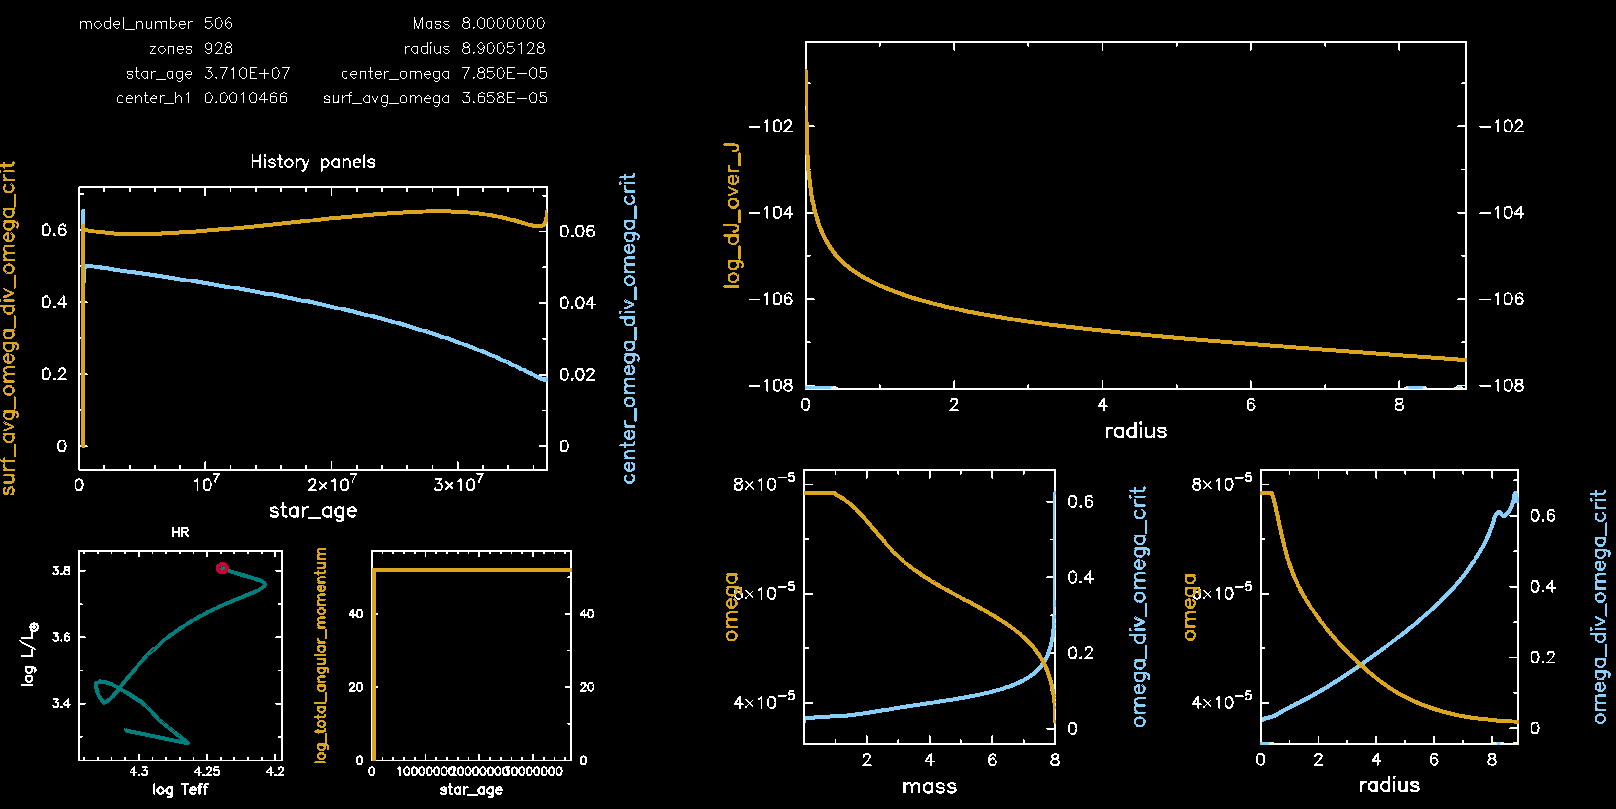 model_number 506 Mass 8.0000000
zones 928 radius 8.9005128
star_age 3.710E+07 center_omega 7.850E-05
center_h1 0.0010466 surf_avg_omega 3.658E-05
History panels
surf_avg_omega_div_omega_crit
0.6
0.4
0.2
0
0.06
0.04
0.02
0
center_omega_div_omega_crit
0 10⁷ 2×10⁷ 3×10⁷
star_age
log_dJ_over_J
-102
-104
-106
-108
-102
-104
-106
-108
0 2 4 6 8
radius
HR
log L/L⊙
3.8
3.6
3.4
4.3 4.25 4.2
log Teff
log_total_angular_momentum
40
20
0
40
20
0
0 10000000 20000000 30000000
star_age
omega
8×10⁻⁵
6×10⁻⁵
4×10⁻⁵
0.6
0.4
0.2
0
omega_div_omega_crit
2 4 6 8
mass
omega
8×10⁻⁵
6×10⁻⁵
4×10⁻⁵
0.6
0.4
0.2
0
omega_div_omega_crit
0 2 4 6 8
radius